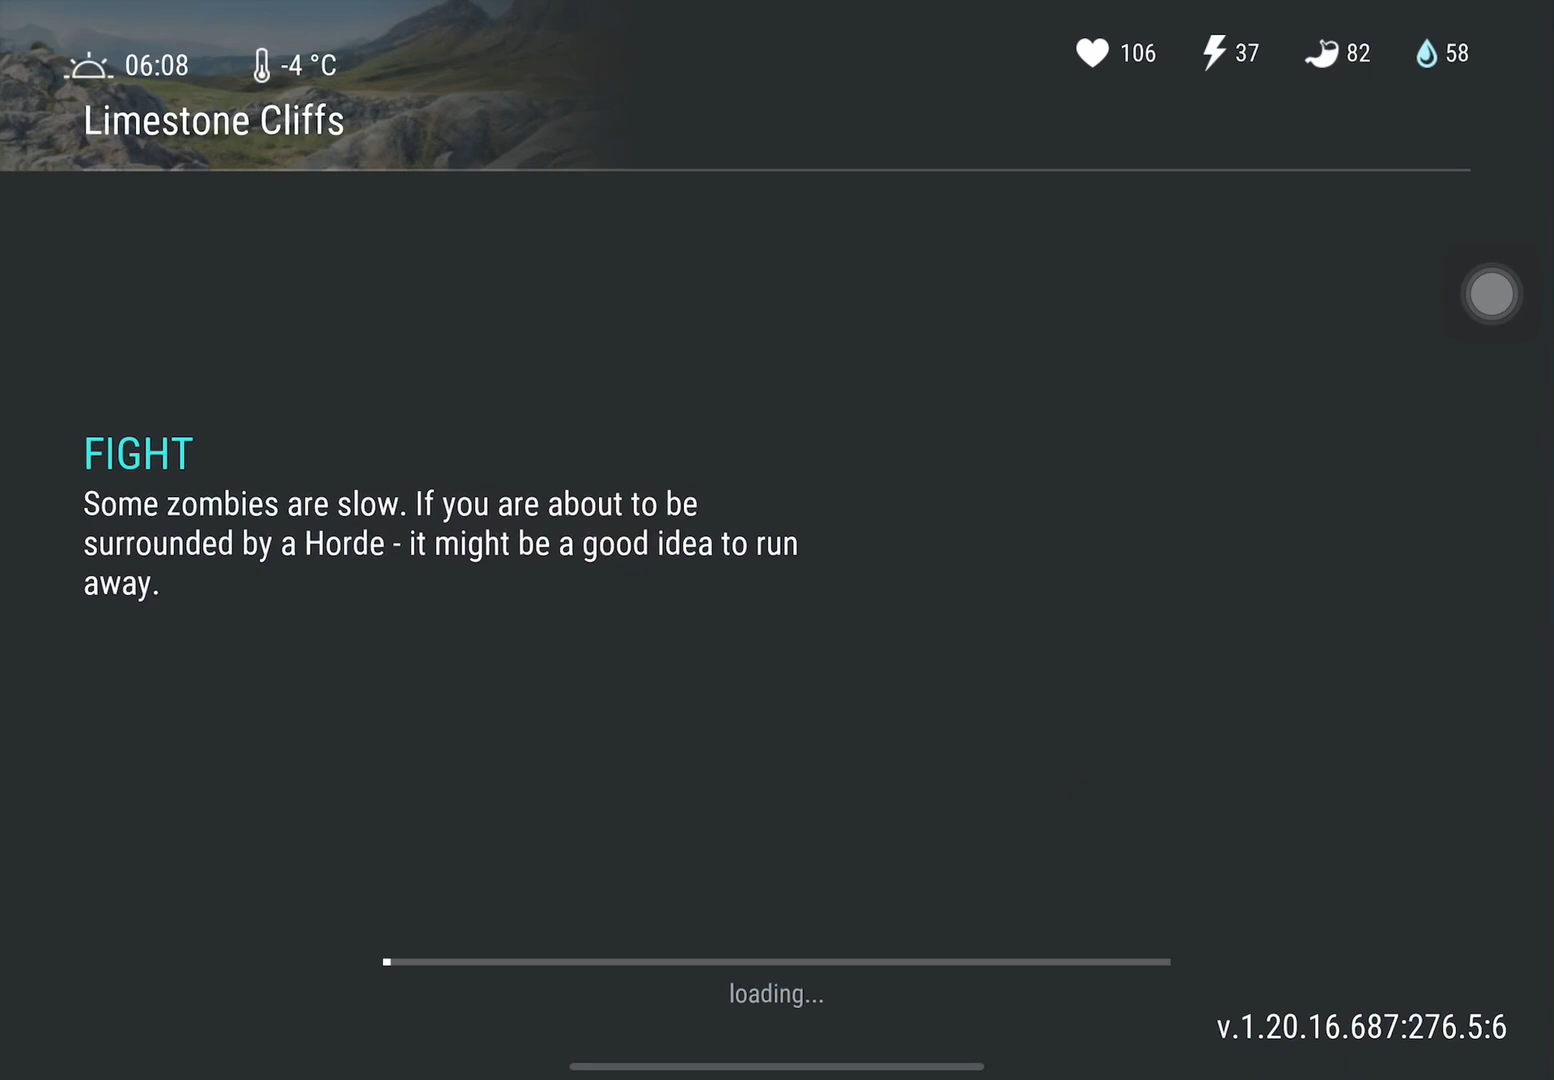 06:08 -4 °C 106 37 82 58
Limestone Cliffs
FIGHT
Some zombies are slow. If you are about to be
surrounded by a Horde - it might be a good idea to run
away.
loading...
v.1.20.16.687:276.5:6